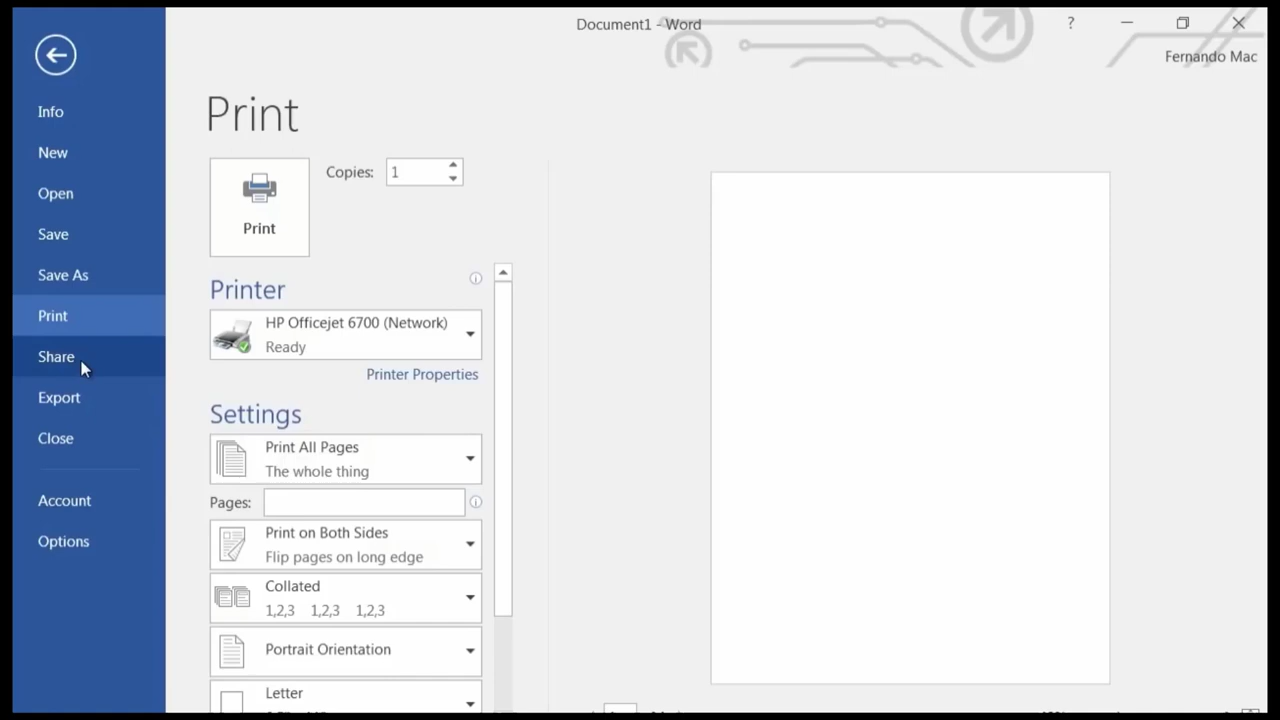 Document1 - Word
?
Fernando Mac
Info
New
Open
Save
Save As
Print
Share
Export
Close
Account
Options
Print
Print
Copies: 1
Printer
HP Officejet 6700 (Network)
Ready
Printer Properties
Settings
Print All Pages
The whole thing
Pages:
Print on Both Sides
Flip pages on long edge
Collated
1,2,3 1,2,3 1,2,3
Portrait Orientation
Letter